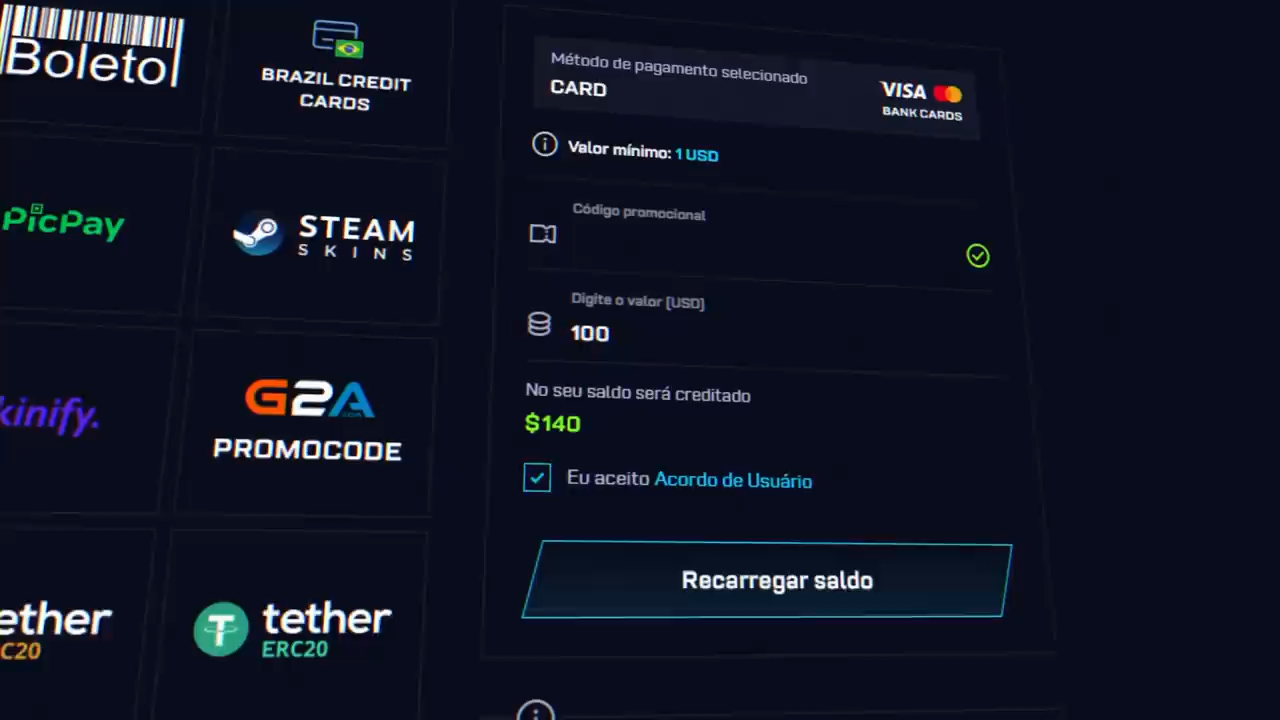 Boleto
BRAZIL CREDIT
CARDS
PicPay
STEAM
SKINS
kinify.
G2A
PROMOCODE
ether
C20
tether
ERC20
Método de pagamento selecionado
CARD
VISA
BANK CARDS
Valor mínimo: 1 USD
Código promocional
Digite o valor (USD)
100
No seu saldo será creditado
$140
Eu aceito Acordo de Usuário
Recarregar saldo